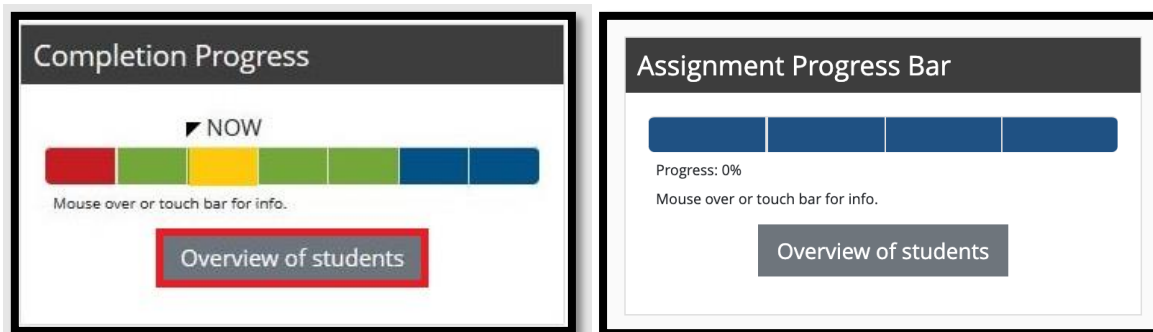 Completion Progress
NOW
Mouse over or touch bar for info.
Overview of students
Assignment Progress Bar
Progress: 0%
Mouse over or touch bar for info.
Overview of students